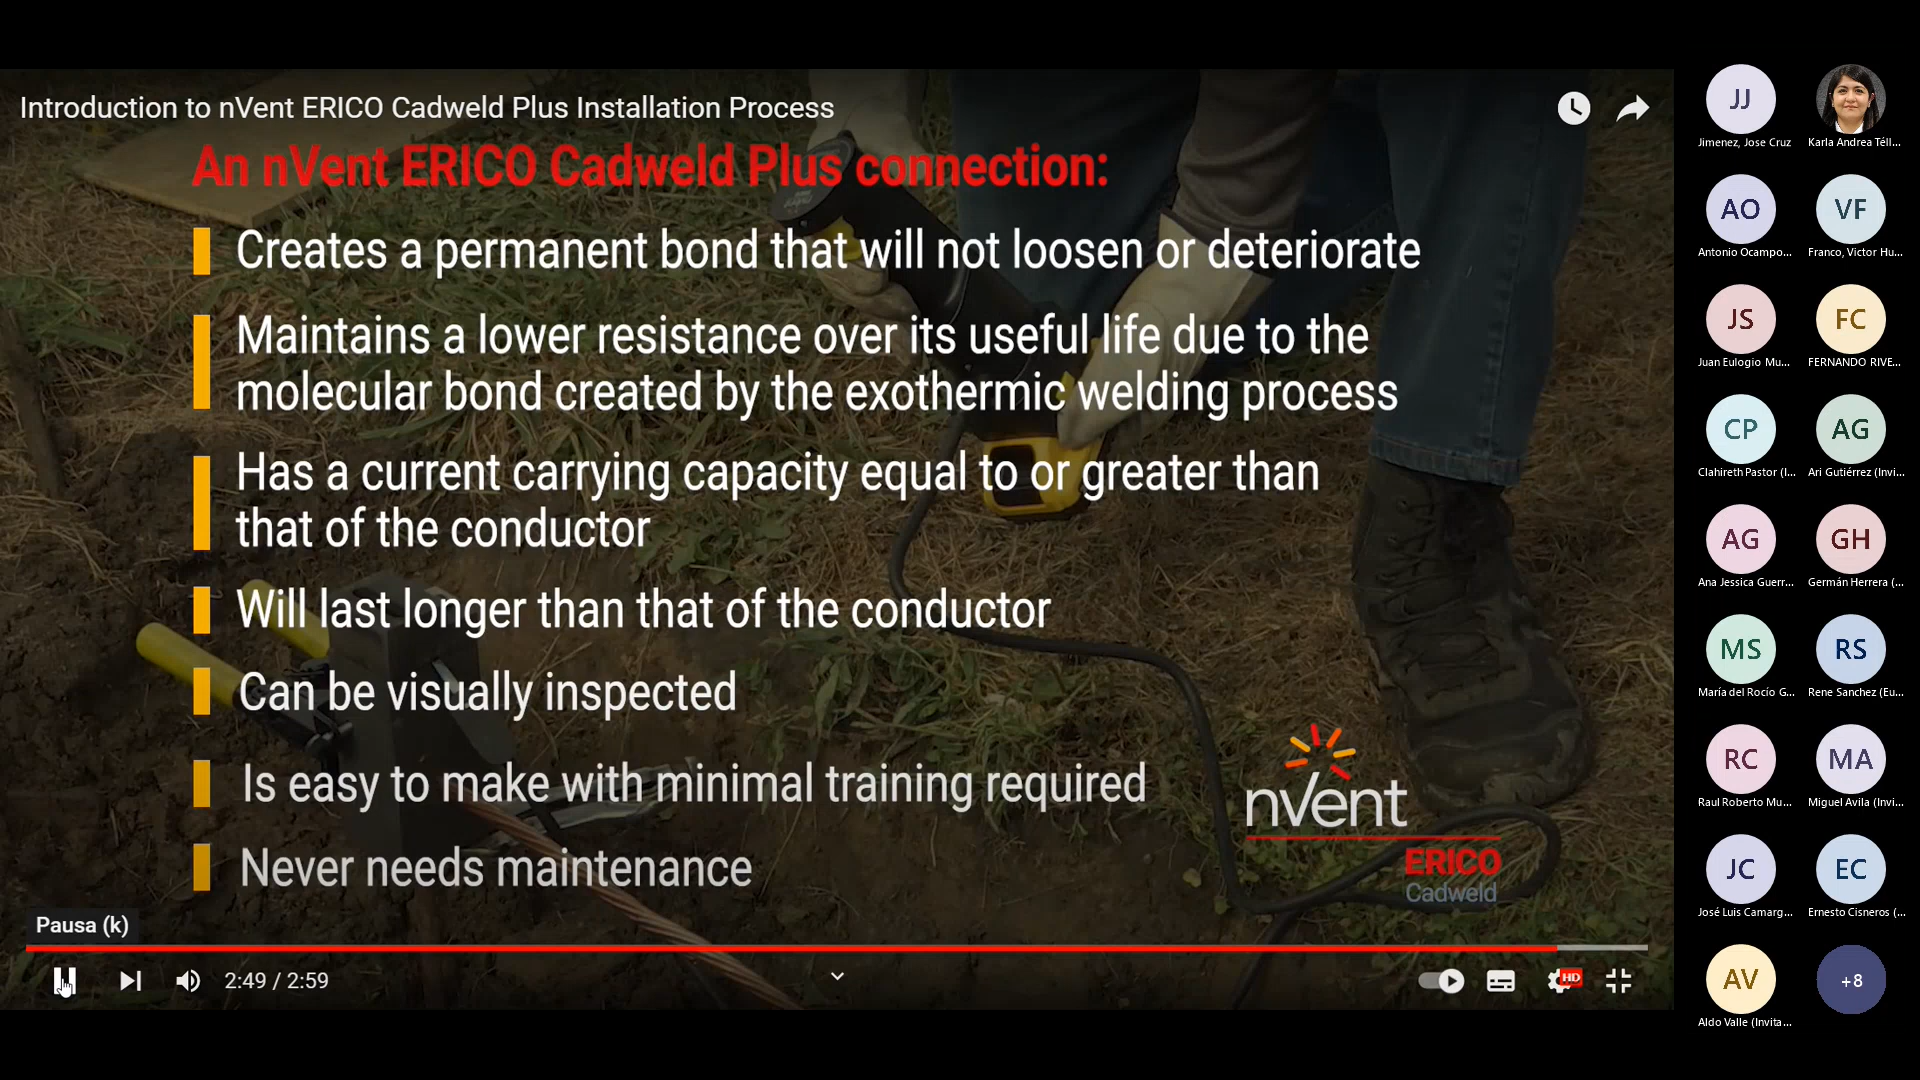 Introduction to nVent ERICO Cadweld Plus Installation Process
An nVent ERICO Cadweld Plus connection:
Creates a permanent bond that will not loosen or deteriorate
Maintains a lower resistance over its useful life due to the
molecular bond created by the exothermic welding process
Has a current carrying capacity equal to or greater than
that of the conductor
Will last longer than that of the conductor
Can be visually inspected
Is easy to make with minimal training required
Never needs maintenance
nVent
ERICO
Cadweld
Pausa (k)
2:49 / 2:59
HD
JJ
Jimenez, Jose Cruz
Karla Andrea Téll...
AO
Antonio Ocampo...
VF
Franco, Victor Hu...
JS
Juan Eulogio Mu...
FC
FERNANDO RIVE...
CP
Clahireth Pastor (I...
AG
Ari Gutiérrez (Invi...
AG
Ana Jessica Guerr...
GH
Germán Herrera (...
MS
María del Rocío G...
RS
Rene Sanchez (Eu...
RC
Raul Roberto Mu...
MA
Miguel Avila (Invi...
JC
José Luis Camarg...
EC
Ernesto Cisneros (...
AV
Aldo Valle (Invita...
+8